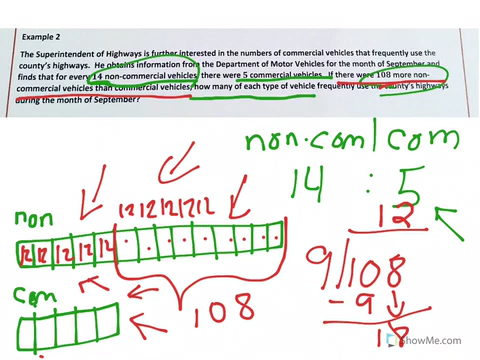 Example 2
The Superintendent of Highways is further interested in the numbers of commercial vehicles that frequently use the
county's highways. He obtains information from the Department of Motor Vehicles for the month of September and
finds that for every 14 non-commercial vehicles, there were 5 commercial vehicles. If there were 108 more non-
commercial vehicles than commercial vehicles, how many of each type of vehicle frequently use the county's highways
during the month of September?
non-com | com
14 : 5
12
9 108
-9
18
12 12 12 12 12
non
12 12 12 12 12
108
com
ShowMe.com